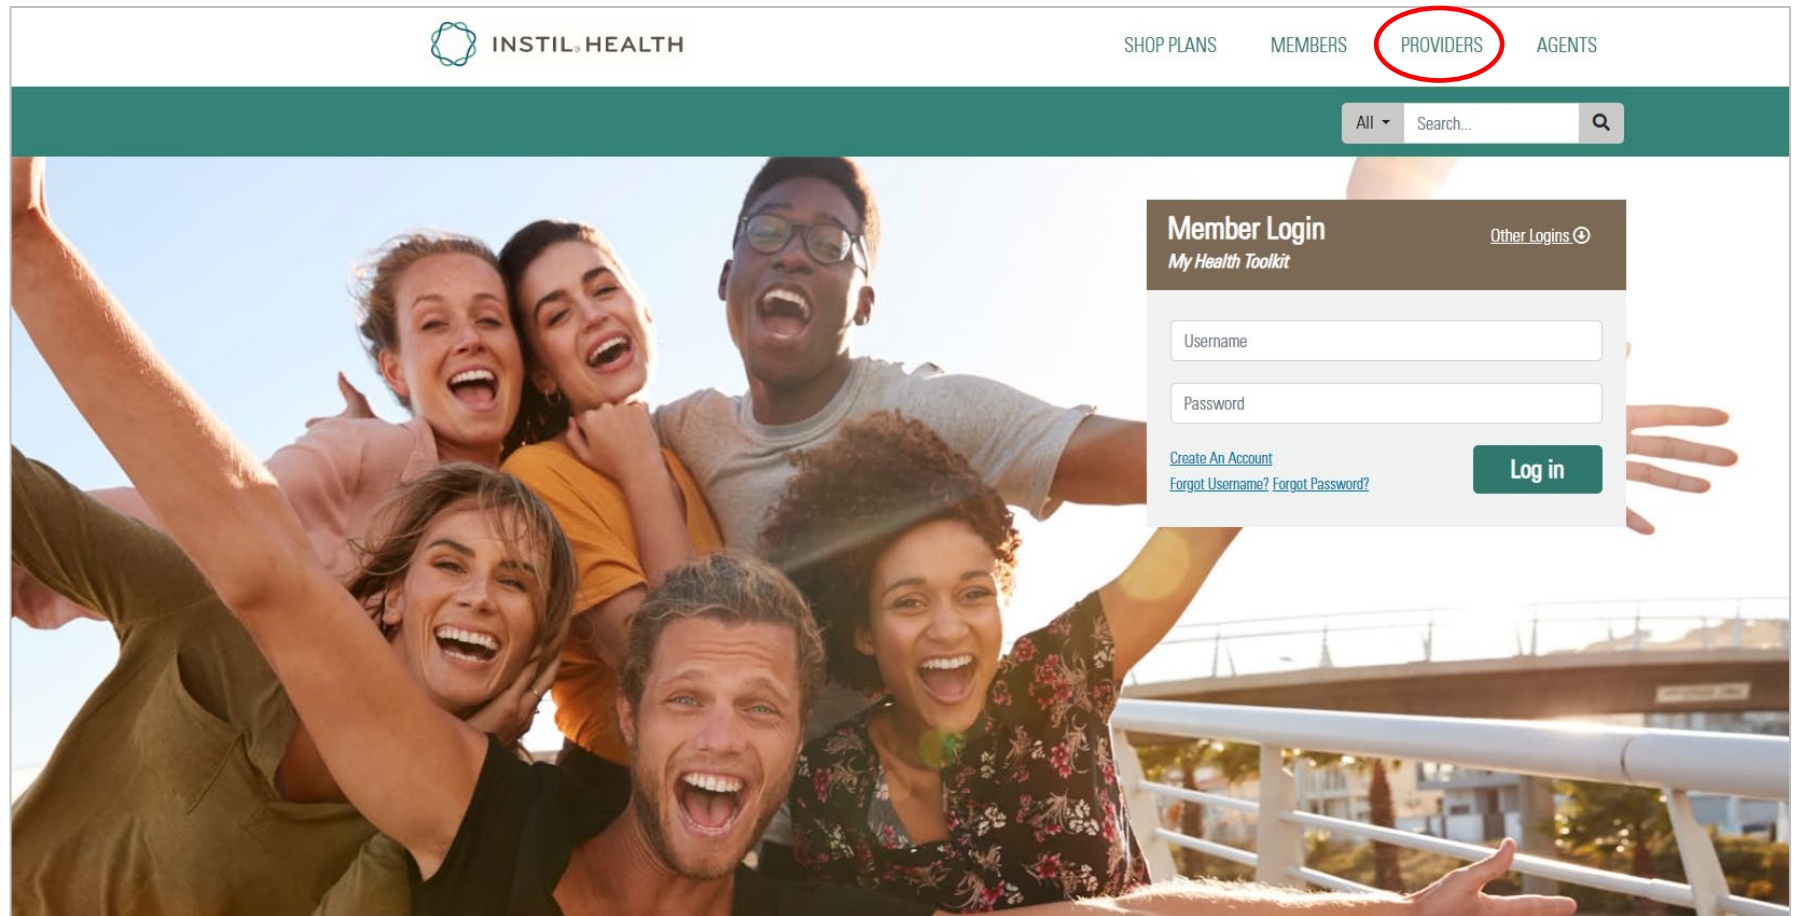 INSTIL® HEALTH
SHOP PLANS MEMBERS PROVIDERS AGENTS
All Search...
Member Login
Other Logins
My Health Toolkit
Username
Password
Create An Account
Forgot Username? Forgot Password?
Log in